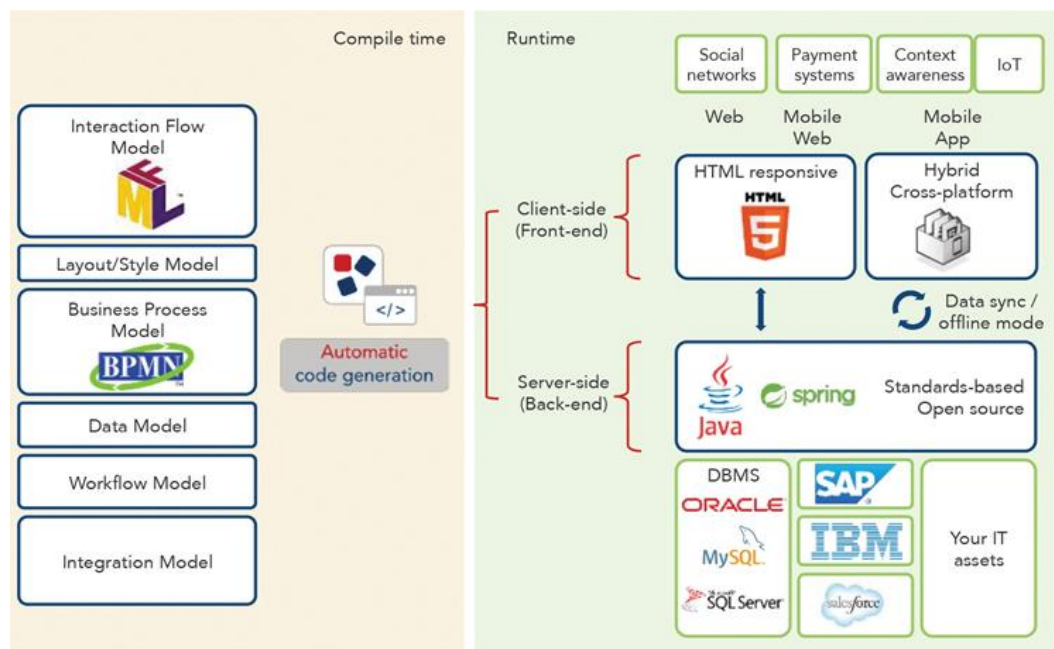 Compile time
Interaction Flow
Model
IFML
Layout/Style Model
Business Process
Model
BPMN
Data Model
Workflow Model
Integration Model
</>
Automatic
code generation
Runtime
Social
networks
Payment
systems
Context
awareness
IoT
Web
Mobile
Web
Mobile
App
Client-side
(Front-end)
HTML responsive
HTML
5
Hybrid
Cross-platform
Data sync /
offline mode
Server-side
(Back-end)
Java
spring
Standards-based
Open source
DBMS
ORACLE
MySQL
Microsoft
SQL Server
SAP
IBM
salesforce
Your IT
assets